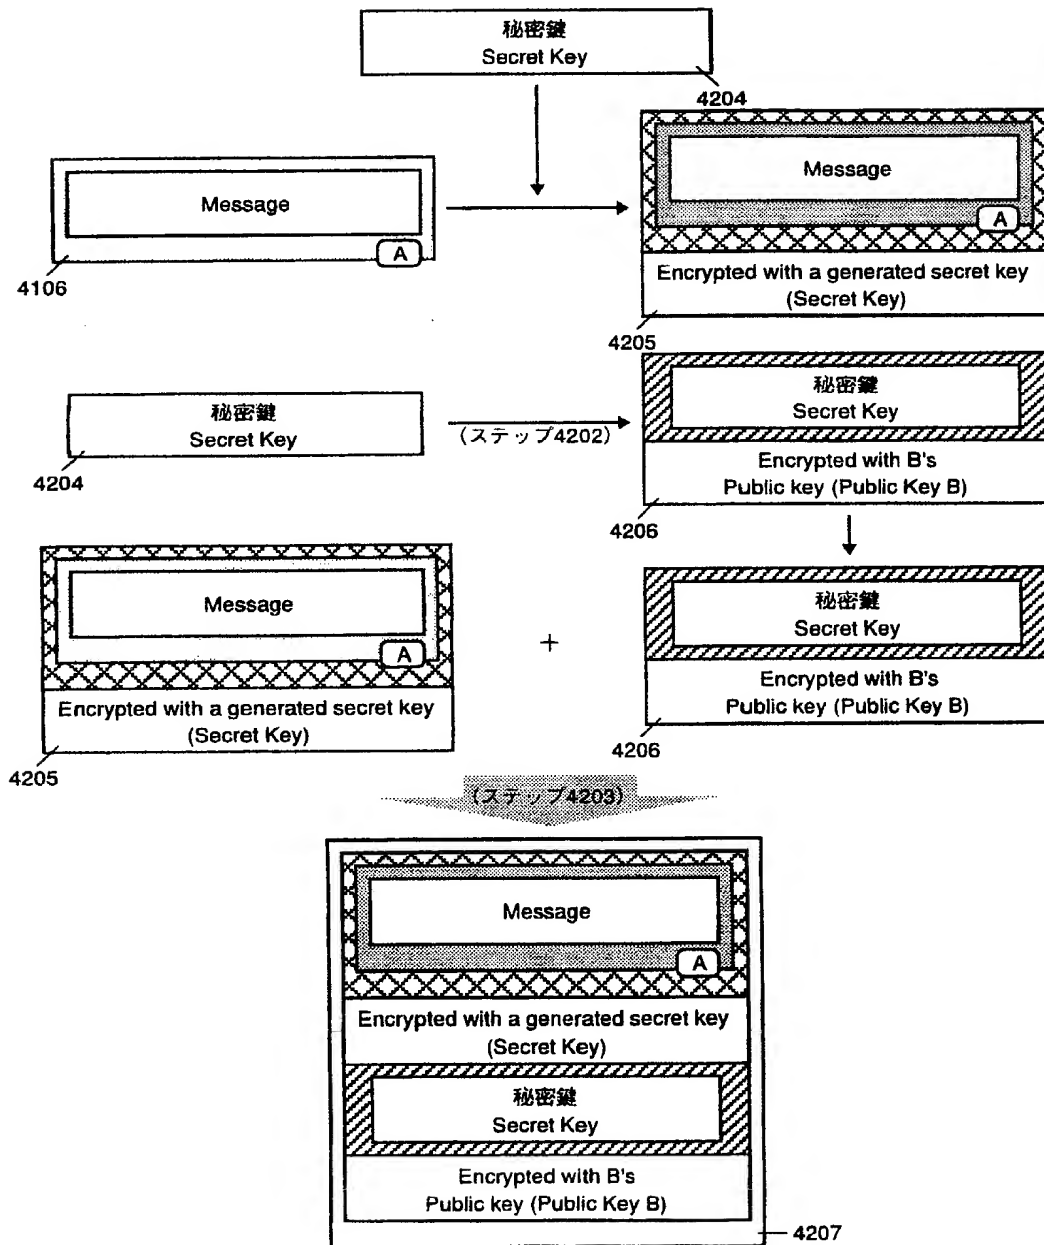 秘密鍵
Secret Key
4204
Message
A
4106
Message
A
Encrypted with a generated secret key
(Secret Key)
4205
秘密鍵
Secret Key
4204
(ステップ4202)
秘密鍵
Secret Key
Encrypted with B's
Public key (Public Key B)
4206
Message
A
Encrypted with a generated secret key
(Secret Key)
4205
+
秘密鍵
Secret Key
Encrypted with B's
Public key (Public Key B)
4206
(ステップ4203)
Message
A
Encrypted with a generated secret key
(Secret Key)
秘密鍵
Secret Key
Encrypted with B's
Public key (Public Key B)
4207